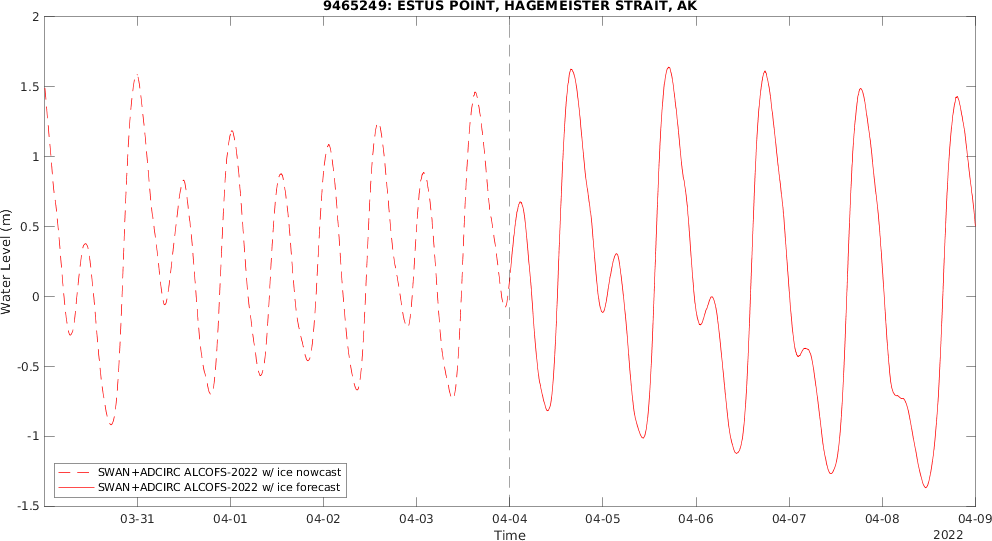 9465249: ESTUS POINT, HAGEMEISTER STRAIT, AK
2
1.5
1
0.5
0
-0.5
-1
-1.5
Water Level (m)
SWAN+ADCIRC ALCOFS-2022 w/ ice nowcast
SWAN+ADCIRC ALCOFS-2022 w/ ice forecast
03-31 04-01 04-02 04-03 04-04 04-05 04-06 04-07 04-08 04-09
Time
2022